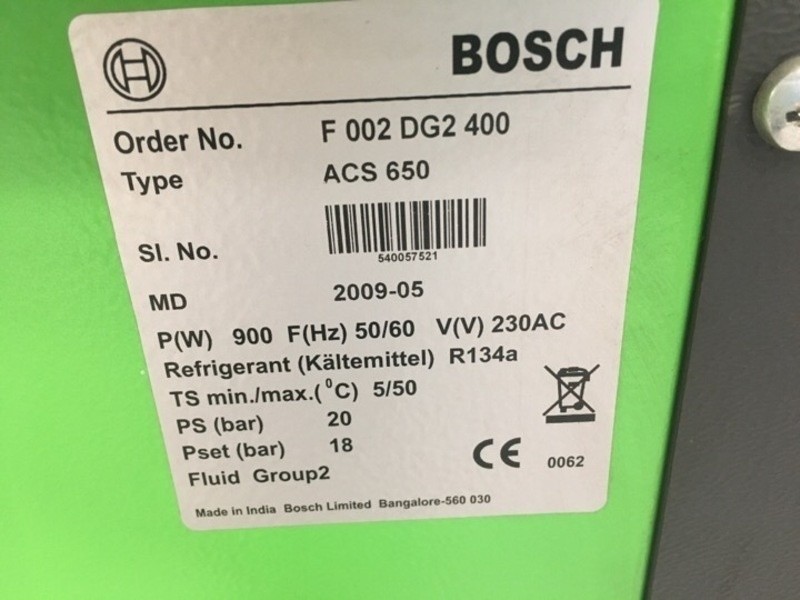 BOSCH
Order No. F 002 DG2 400
Type ACS 650
540057521
Sl. No.
MD 2009-05
P(W) 900 F(Hz) 50/60 V(V) 230AC
Refrigerant (Kältemittel) R134a
TS min./max.(⁰C) 5/50
PS (bar) 20
Pset (bar) 18
CE 0062
Fluid Group2
Made in India Bosch Limited Bangalore-560 030